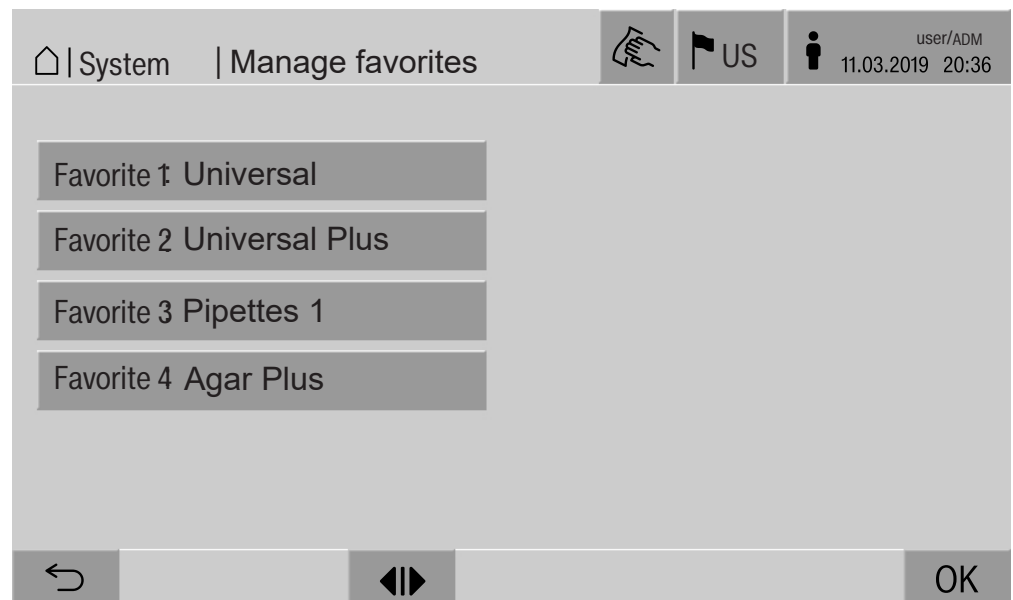 | System | Manage favorites
US
user/ADM
11.03.2019 20:36
Favorite 1: Universal
Favorite 2 Universal Plus
Favorite 3 Pipettes 1
Favorite 4 Agar Plus
OK